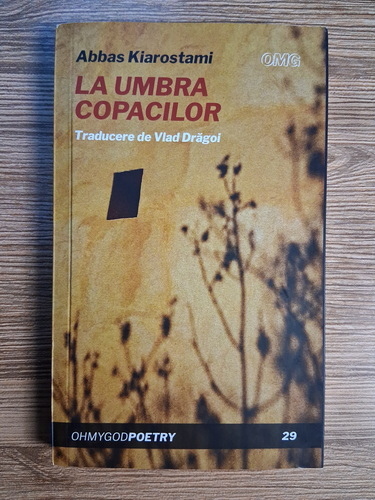 Abbas Kiarostami
OMG
LA UMBRA
COPACILOR
Traducere de Vlad Drăgoi
OHMYGODPOETRY
29